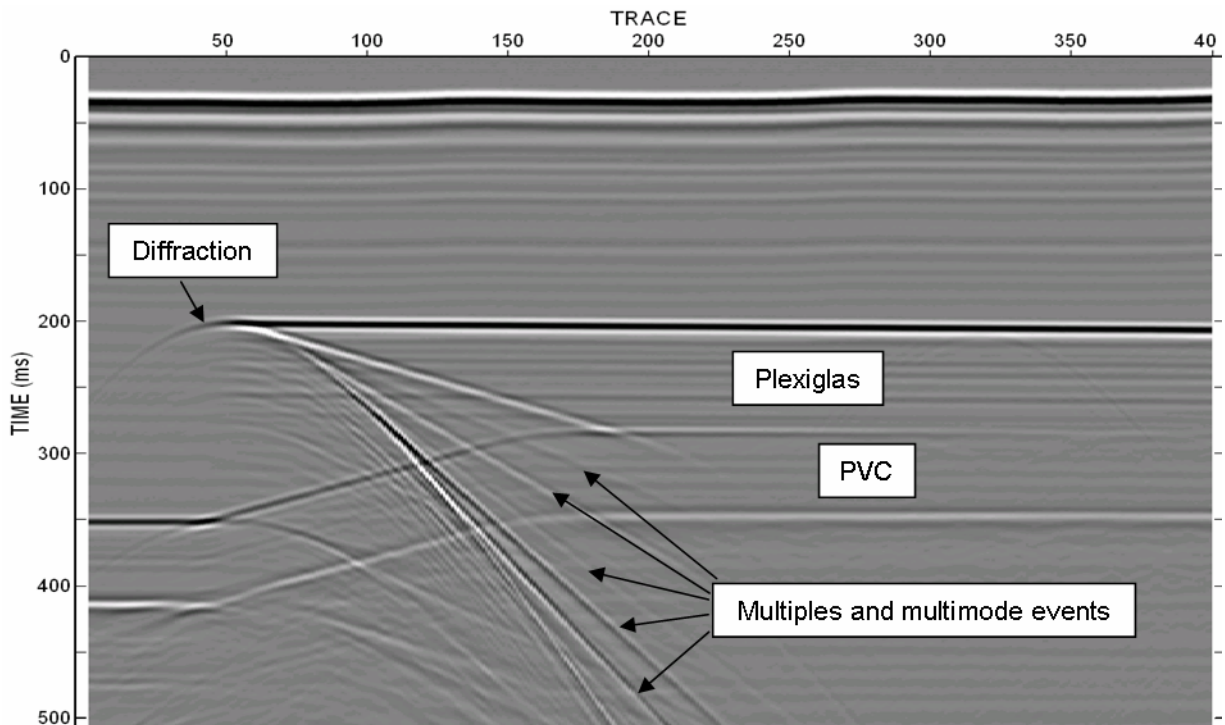 TRACE
50 100 150 200 250 300 350 40
0
100
Diffraction
200
TIME (ms)
Plexiglas
300
PVC
400
Multiples and multimode events
500